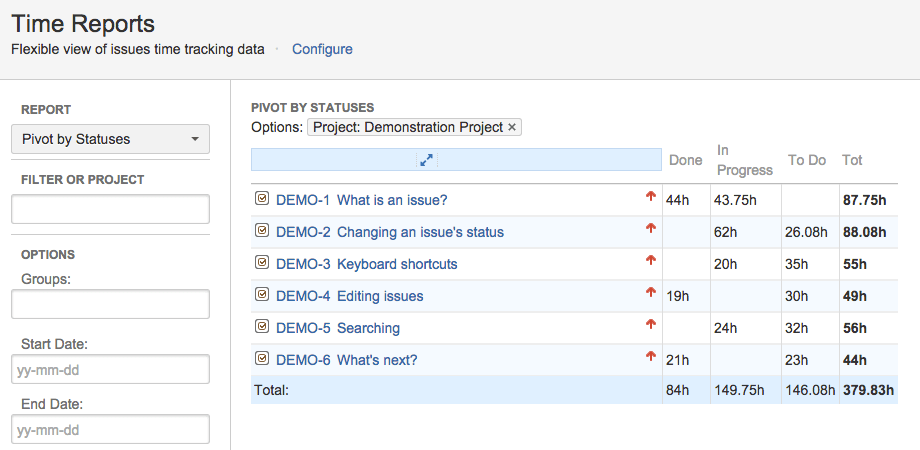 Time Reports
Flexible view of issues time tracking data · Configure
REPORT
Pivot by Statuses
FILTER OR PROJECT
OPTIONS
Groups:
Start Date:
yy-mm-dd
End Date:
yy-mm-dd
PIVOT BY STATUSES
Options: Project: Demonstration Project ×
Done In Progress To Do Tot
DEMO-1 What is an issue? 44h 43.75h 87.75h
DEMO-2 Changing an issue's status 62h 26.08h 88.08h
DEMO-3 Keyboard shortcuts 20h 35h 55h
DEMO-4 Editing issues 19h 30h 49h
DEMO-5 Searching 24h 32h 56h
DEMO-6 What's next? 21h 23h 44h
Total: 84h 149.75h 146.08h 379.83h